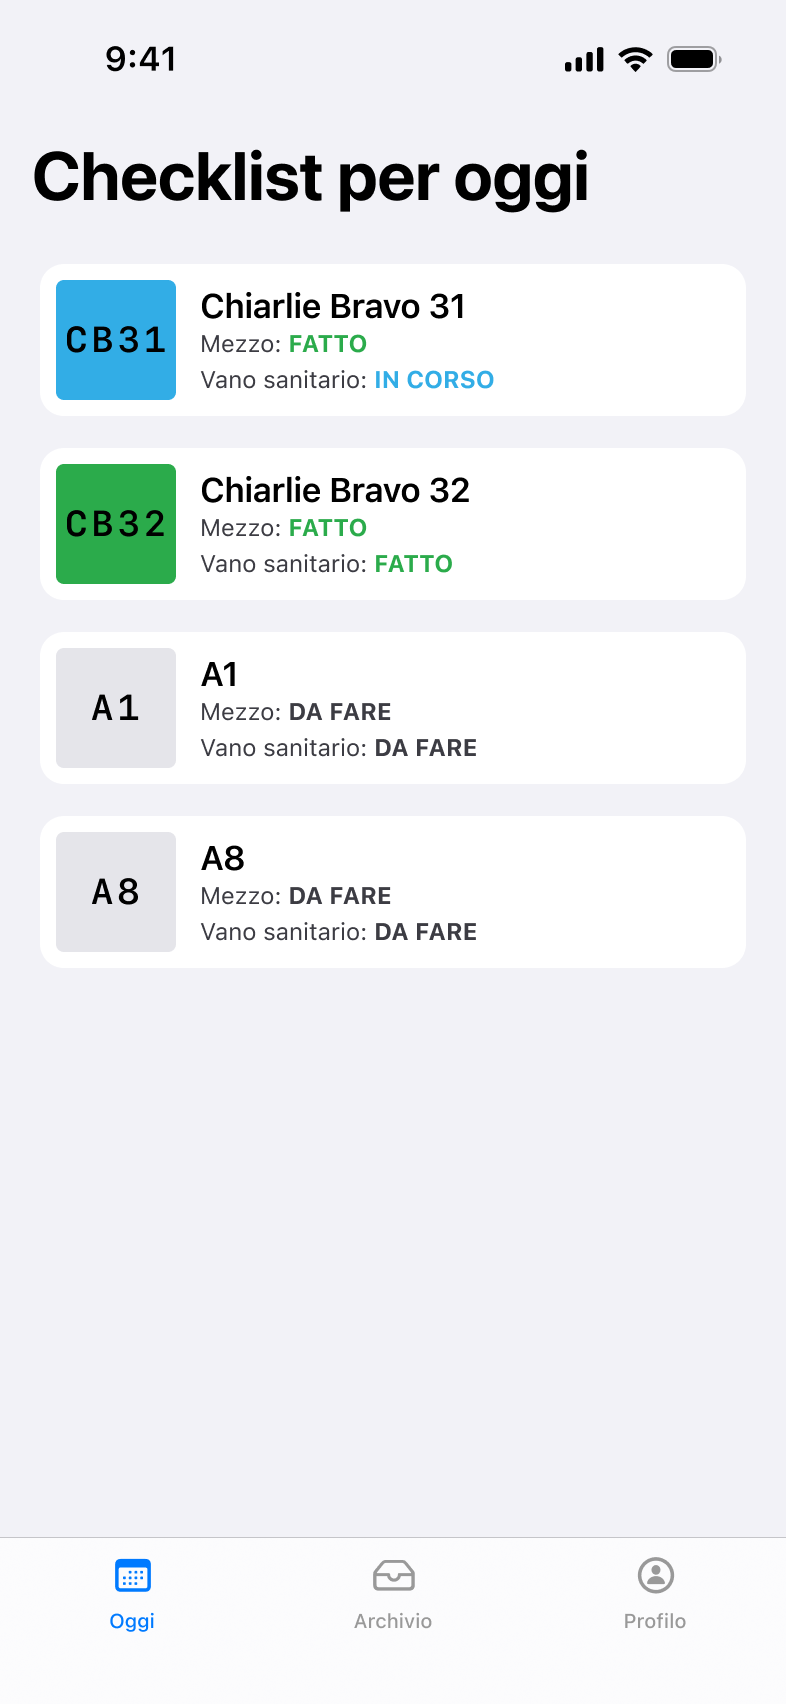 9:41
Checklist per oggi
CB31
Chiarlie Bravo 31
Mezzo: FATTO
Vano sanitario: IN CORSO
CB32
Chiarlie Bravo 32
Mezzo: FATTO
Vano sanitario: FATTO
A1
A1
Mezzo: DA FARE
Vano sanitario: DA FARE
A8
A8
Mezzo: DA FARE
Vano sanitario: DA FARE
Oggi
Archivio
Profilo